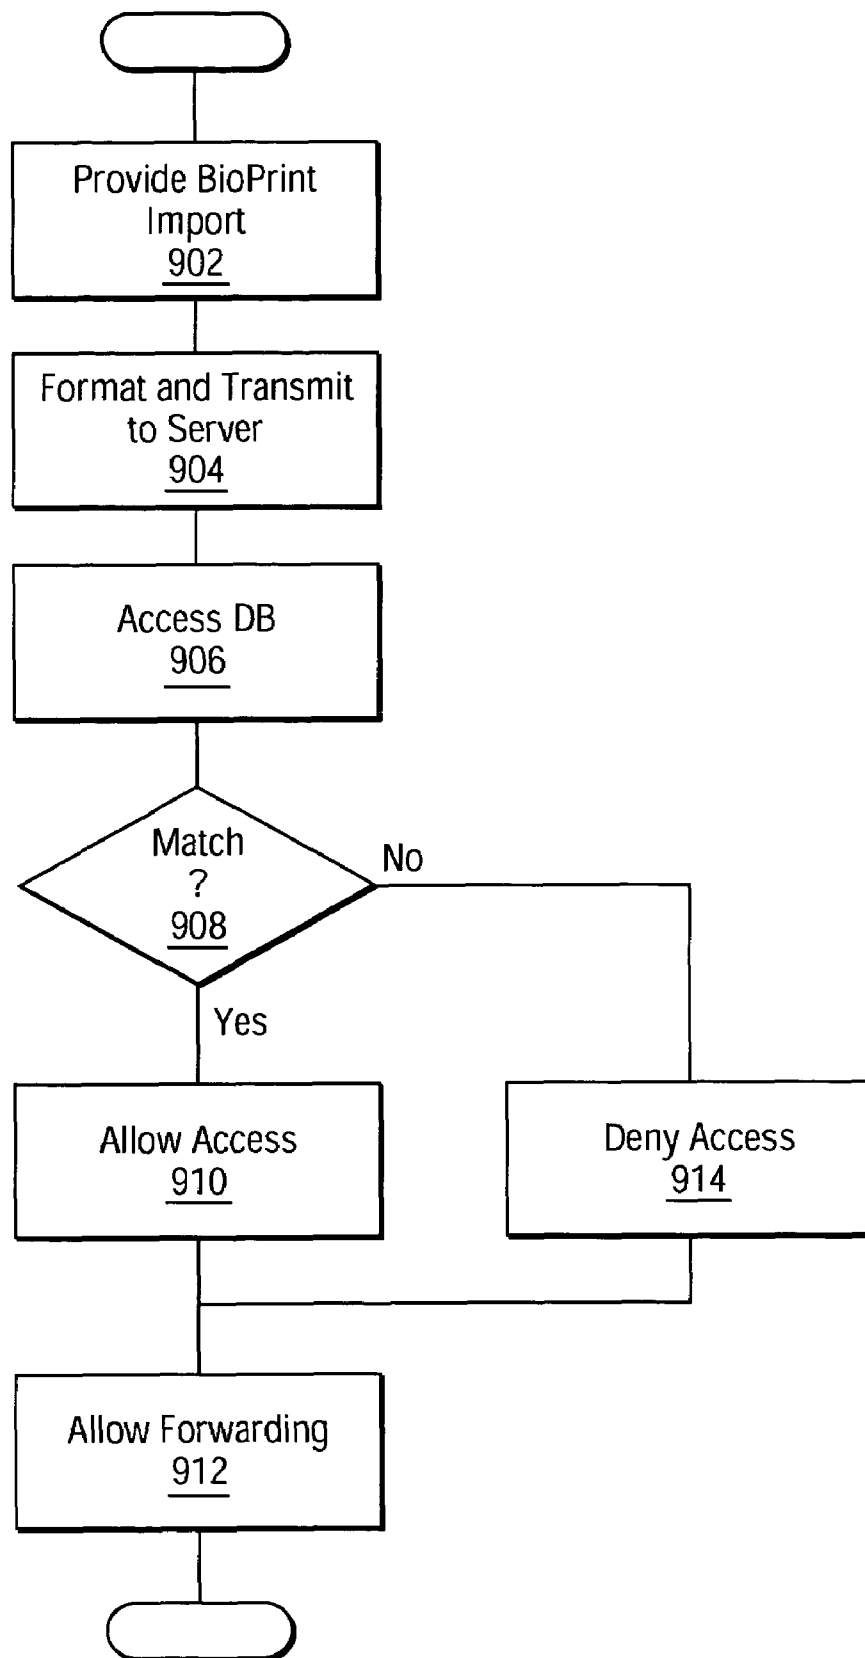 Provide BioPrint
Import
902
Format and Transmit
to Server
904
Access DB
906
Match
?
908
No
Yes
Allow Access
910
Deny Access
914
Allow Forwarding
912